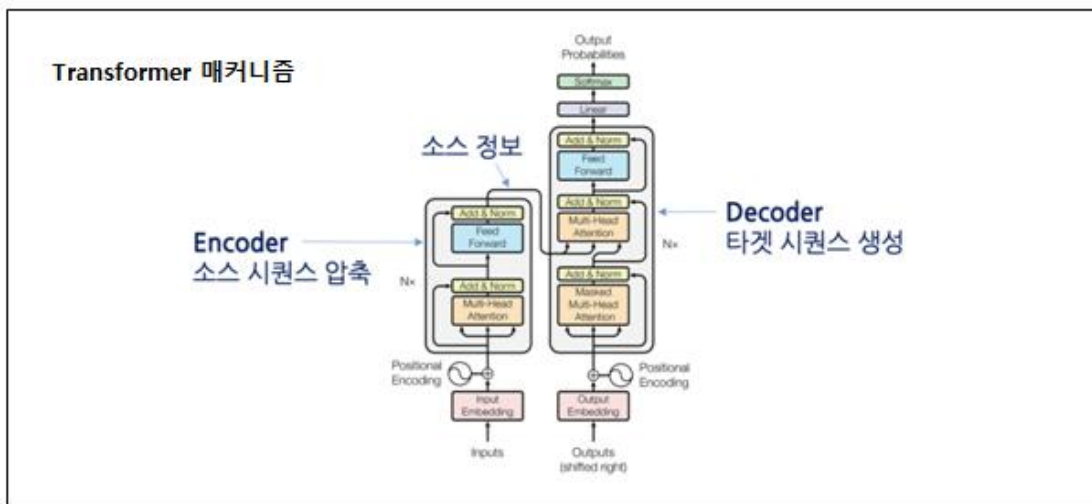 Transformer 매커니즘
Output
Probabilities
Softmax
Linear
Add & Norm
Feed
Forward
Add & Norm
Multi-Head
Attention
Nx
Add & Norm
Masked
Multi-Head
Attention
Positional
Encoding
Output
Embedding
Outputs
(shifted right)
소스 정보
Add & Norm
Feed
Forward
Nx
Add & Norm
Multi-Head
Attention
Positional
Encoding
Input
Embedding
Inputs
Encoder
소스 시퀀스 압축
Decoder
타겟 시퀀스 생성